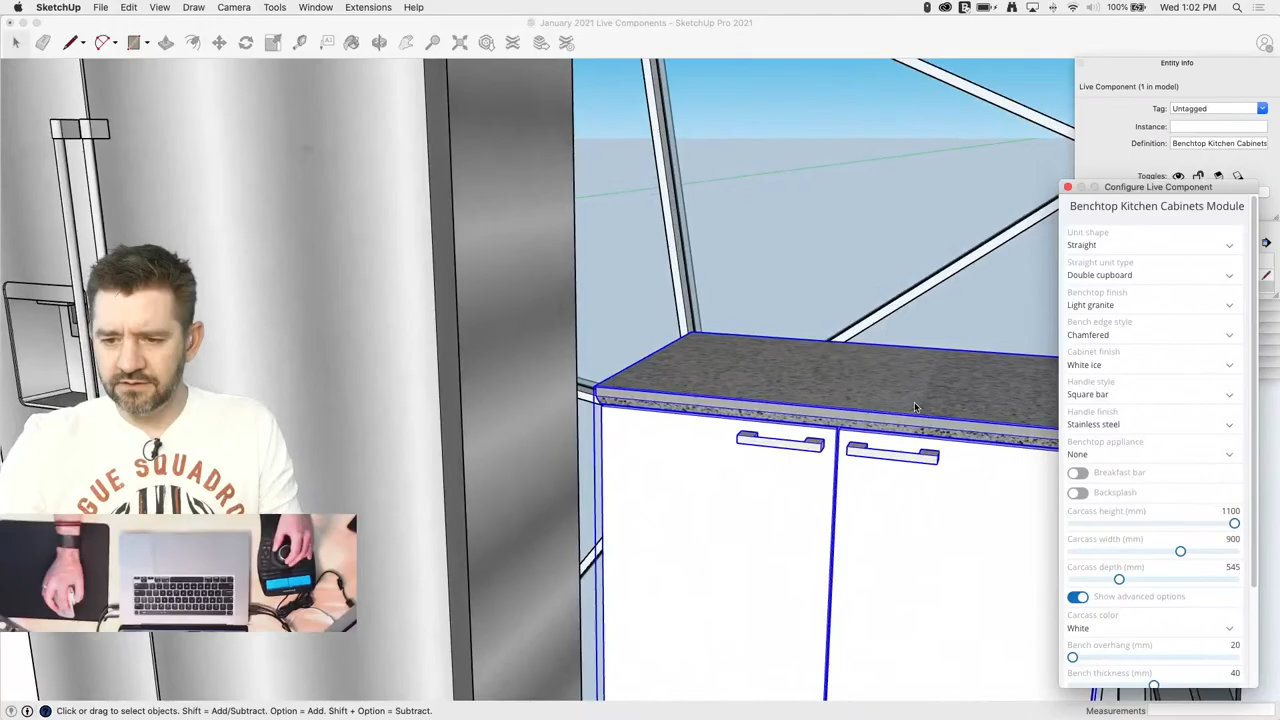 SketchUp File Edit View Draw Camera Tools Window Extensions Help
100% Wed 1:02 PM
January 2021 Live Components - SketchUp Pro 2021
Entity Info
Live Component (1 in model)
Tag: Untagged
Instance:
Definition: Benchtop Kitchen Cabinets
Toggles:
Configure Live Component
Benchtop Kitchen Cabinets Module
Unit shape
Straight
Straight unit type
Double cupboard
Benchtop finish
Light granite
Bench edge style
Chamfered
Cabinet finish
White ice
Handle style
Square bar
Handle finish
Stainless steel
Benchtop appliance
None
Breakfast bar
Backsplash
Carcass height (mm) 1100
Carcass width (mm) 900
Carcass depth (mm) 545
Show advanced options
Carcass color
White
Bench overhang (mm) 20
Bench thickness (mm) 40
GUE SQUADRO
Click or drag to select objects. Shift = Add/Subtract. Option = Add. Shift + Option = Subtract.
Measurements